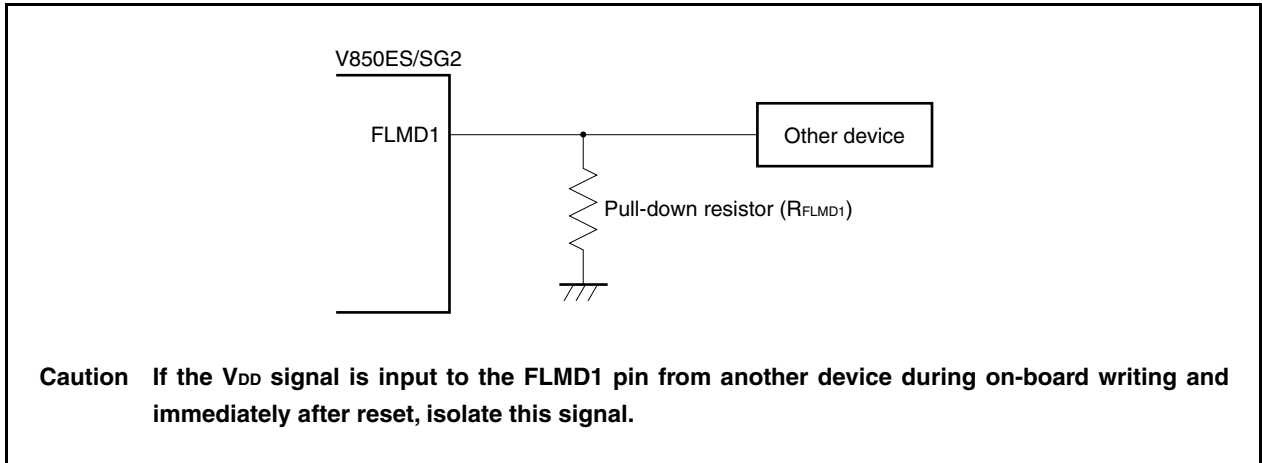 V850ES/SG2
FLMD1
Other device
Pull-down resistor (RFLMD1)
Caution If the VDD signal is input to the FLMD1 pin from another device during on-board writing and
immediately after reset, isolate this signal.